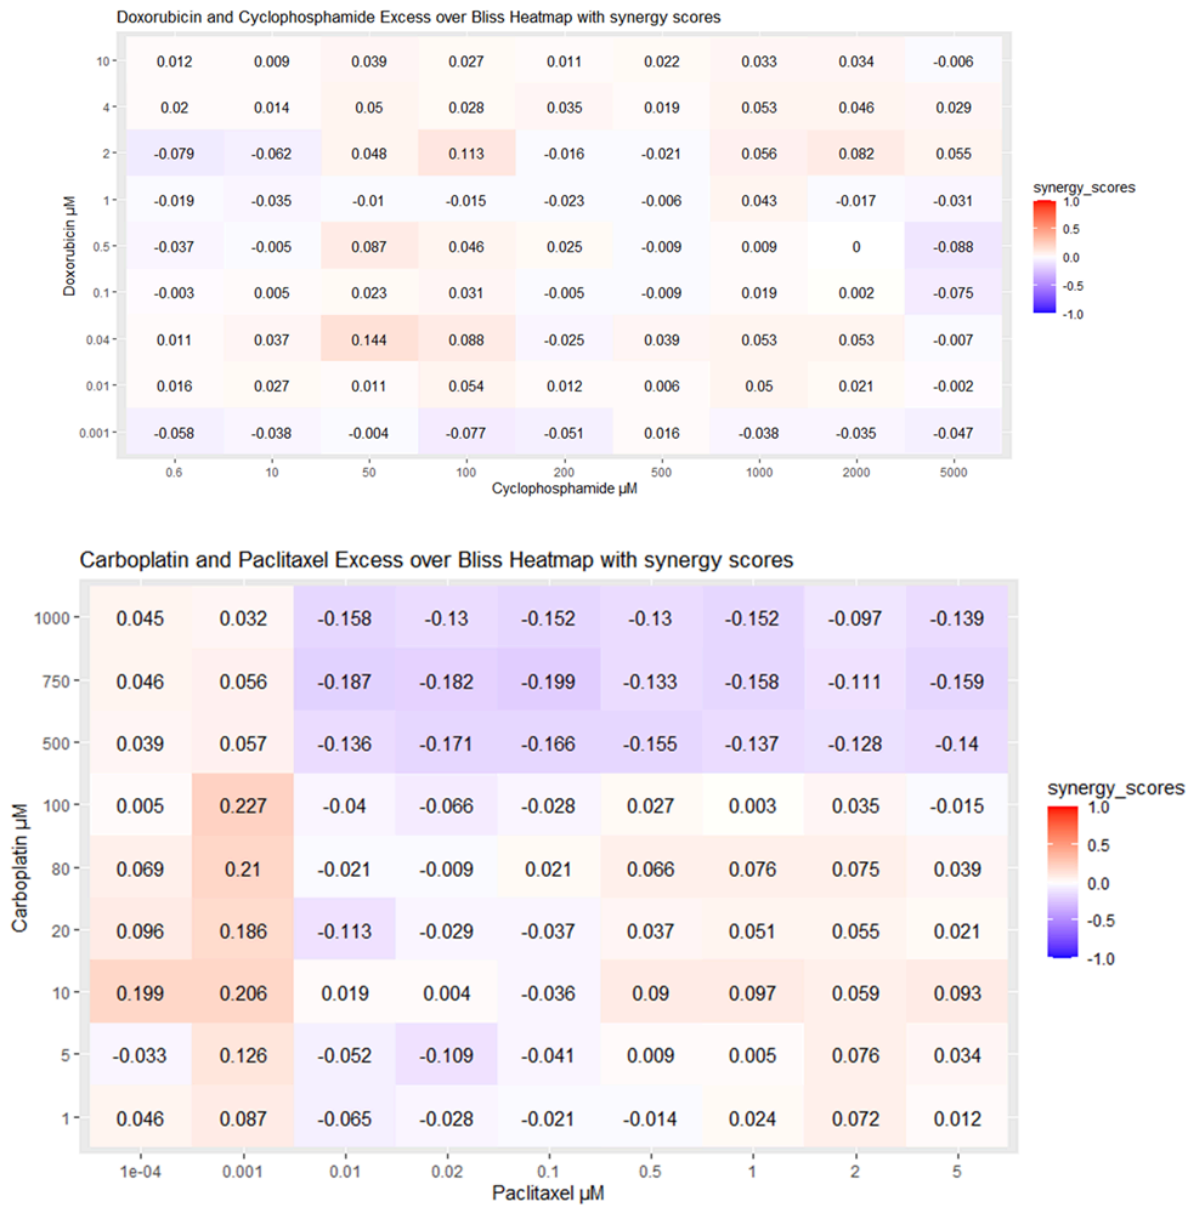 Doxorubicin and Cyclophosphamide Excess over Bliss Heatmap with synergy scores
10 0.012 0.009 0.039 0.027 0.011 0.022 0.033 0.034 -0.006
4 0.02 0.014 0.05 0.028 0.035 0.019 0.053 0.046 0.029
2 -0.079 -0.062 0.048 0.113 -0.016 -0.021 0.056 0.082 0.055
1 -0.019 -0.035 -0.01 -0.015 -0.023 -0.006 0.043 -0.017 -0.031
0.5 -0.037 -0.005 0.087 0.046 0.025 -0.009 0.009 0 -0.088
0.1 -0.003 0.005 0.023 0.031 -0.005 -0.009 0.019 0.002 -0.075
0.04 0.011 0.037 0.144 0.088 -0.025 0.039 0.053 0.053 -0.007
0.01 0.016 0.027 0.011 0.054 0.012 0.006 0.05 0.021 -0.002
0.001 -0.058 -0.038 -0.004 -0.077 -0.051 0.016 -0.038 -0.035 -0.047
0.6 10 50 100 200 500 1000 2000 5000
Cyclophosphamide µM
Doxorubicin µM
synergy_scores
1.0
0.5
0.0
-0.5
-1.0
Carboplatin and Paclitaxel Excess over Bliss Heatmap with synergy scores
1000 0.045 0.032 -0.158 -0.13 -0.152 -0.13 -0.152 -0.097 -0.139
750 0.046 0.056 -0.187 -0.182 -0.199 -0.133 -0.158 -0.111 -0.159
500 0.039 0.057 -0.136 -0.171 -0.166 -0.155 -0.137 -0.128 -0.14
100 0.005 0.227 -0.04 -0.066 -0.028 0.027 0.003 0.035 -0.015
80 0.069 0.21 -0.021 -0.009 0.021 0.066 0.076 0.075 0.039
20 0.096 0.186 -0.113 -0.029 -0.037 0.037 0.051 0.055 0.021
10 0.199 0.206 0.019 0.004 -0.036 0.09 0.097 0.059 0.093
5 -0.033 0.126 -0.052 -0.109 -0.041 0.009 0.005 0.076 0.034
1 0.046 0.087 -0.065 -0.028 -0.021 -0.014 0.024 0.072 0.012
1e-04 0.001 0.01 0.02 0.1 0.5 1 2 5
Paclitaxel µM
Carboplatin µM
synergy_scores
1.0
0.5
0.0
-0.5
-1.0